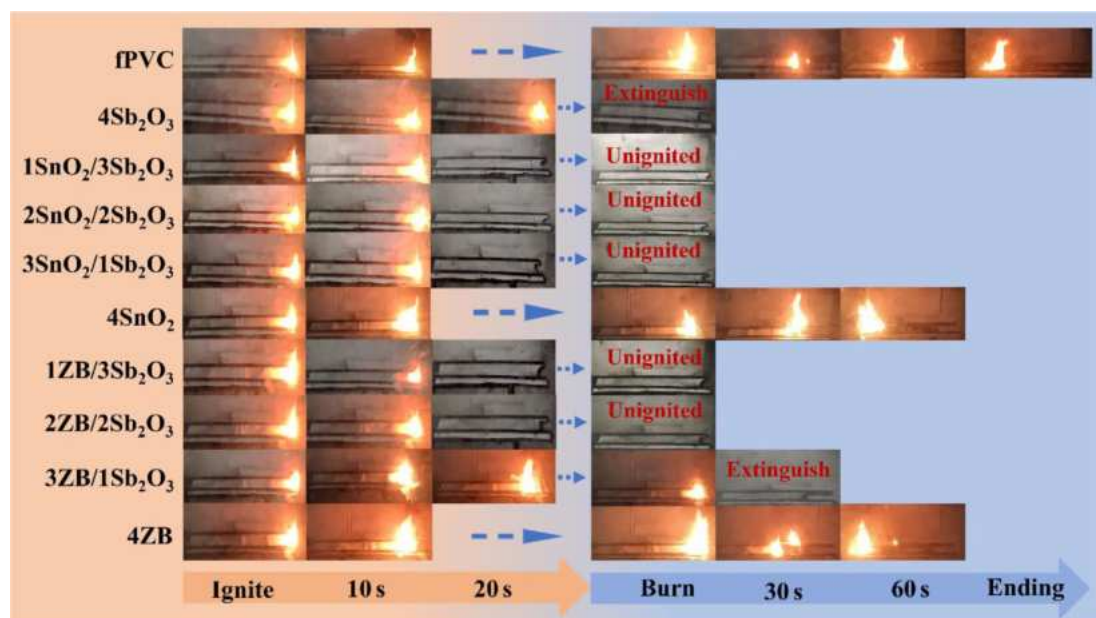 fPVC
4Sb₂O₃ Extinguish
1SnO₂/3Sb₂O₃ Unignited
2SnO₂/2Sb₂O₃ Unignited
3SnO₂/1Sb₂O₃ Unignited
4SnO₂
1ZB/3Sb₂O₃ Unignited
2ZB/2Sb₂O₃ Unignited
3ZB/1Sb₂O₃ Extinguish
4ZB
Ignite 10 s 20 s Burn 30 s 60 s Ending